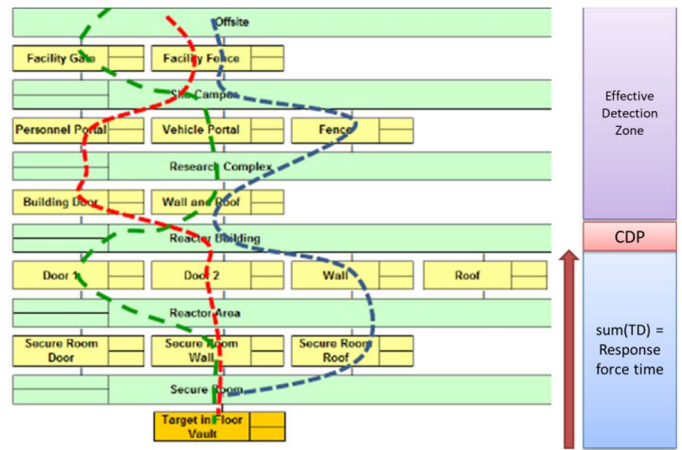 Offsite
Facility Gate
Facility Fence
Site Campus
Personnel Portal
Vehicle Portal
Fence
Research Complex
Building Door
Wall and Roof
Reactor Building
Door 1
Door 2
Wall
Roof
Reactor Area
Secure Room
Door
Secure Room
Wall
Secure Room
Roof
Secure Room
Target in Floor
Vault
Effective
Detection
Zone
CDP
sum(TD) =
Response
force time